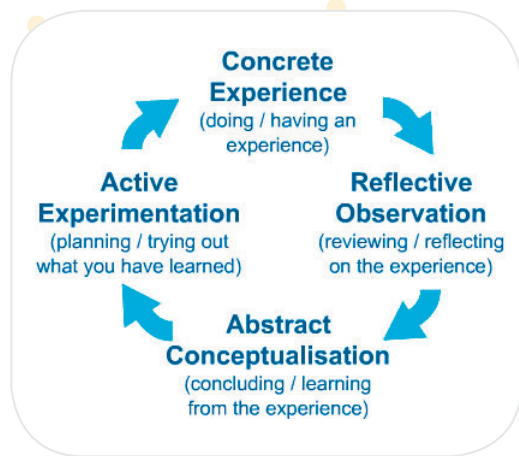 Concrete
Experience
(doing / having an
experience)
Reflective
Observation
(reviewing / reflecting
on the experience)
Abstract
Conceptualisation
(concluding / learning
from the experience)
Active
Experimentation
(planning / trying out
what you have learned)